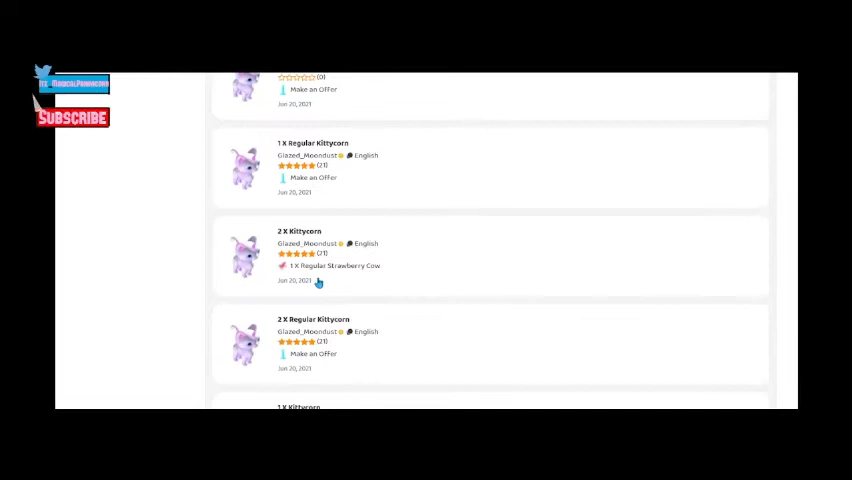 SUBSCRIBE
(0)
Make an Offer
Jun 20, 2021
1 X Regular Kittycorn
Glazed_Moondust English
(21)
Make an Offer
Jun 20, 2021
2 X Kittycorn
Glazed_Moondust English
(21)
1 X Regular Strawberry Cow
Jun 20, 2021
2 X Regular Kittycorn
Glazed_Moondust English
(21)
Make an Offer
Jun 20, 2021
1 X Kittycorn